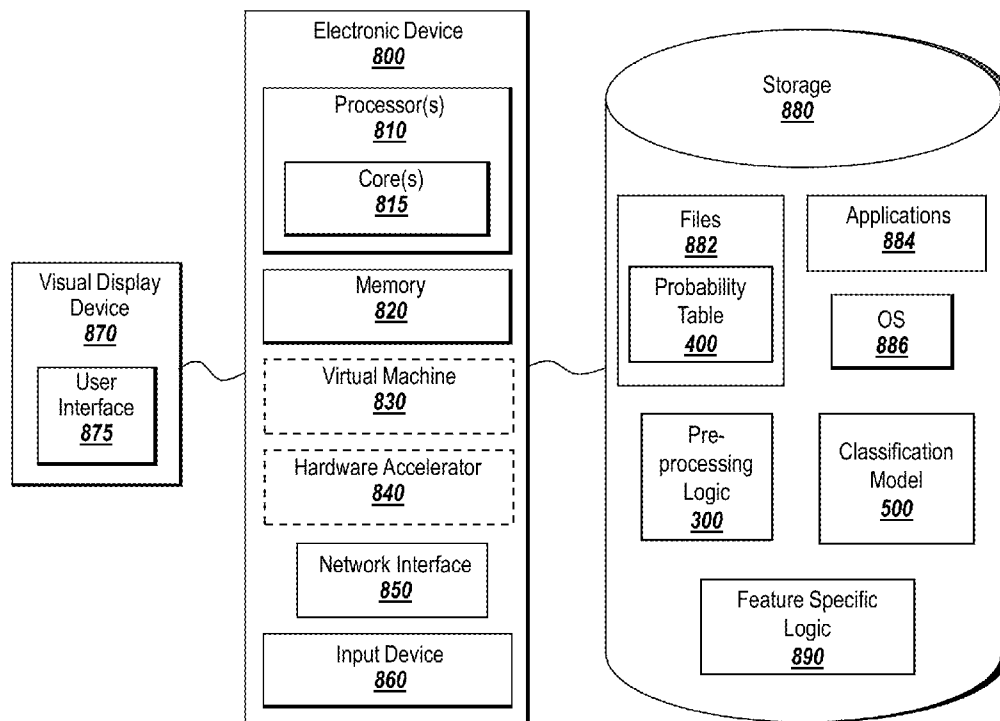 Visual Display
Device
870
User
Interface
875
Electronic Device
800
Processor(s)
810
Core(s)
815
Memory
820
Virtual Machine
830
Hardware Accelerator
840
Network Interface
850
Input Device
860
Storage
880
Files
882
Probability
Table
400
Applications
884
OS
886
Pre-
processing
Logic
300
Classification
Model
500
Feature Specific
Logic
890